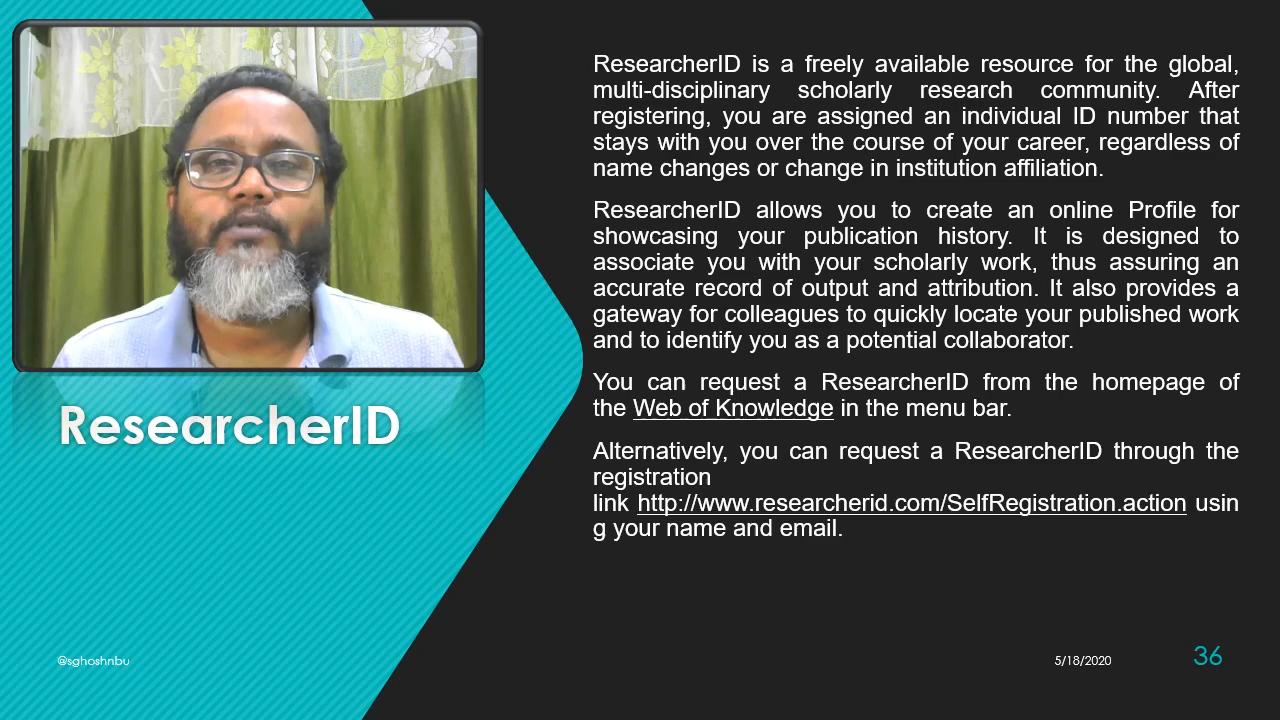 ResearcherID
ResearcherID is a freely available resource for the global,
multi-disciplinary scholarly research community. After
registering, you are assigned an individual ID number that
stays with you over the course of your career, regardless of
name changes or change in institution affiliation.
ResearcherID allows you to create an online Profile for
showcasing your publication history. It is designed to
associate you with your scholarly work, thus assuring an
accurate record of output and attribution. It also provides a
gateway for colleagues to quickly locate your published work
and to identify you as a potential collaborator.
You can request a ResearcherID from the homepage of
the Web of Knowledge in the menu bar.
Alternatively, you can request a ResearcherID through the
registration
link http://www.researcherid.com/SelfRegistration.action usin
g your name and email.
@sghoshnbu
5/18/2020
36